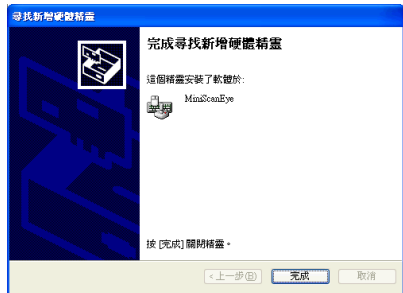 尋找新增硬體精靈
完成尋找新增硬體精靈
這個精靈安裝了軟體於:
MiniScanEye
按 [完成] 關閉精靈。
<上一步(B)
完成
取消